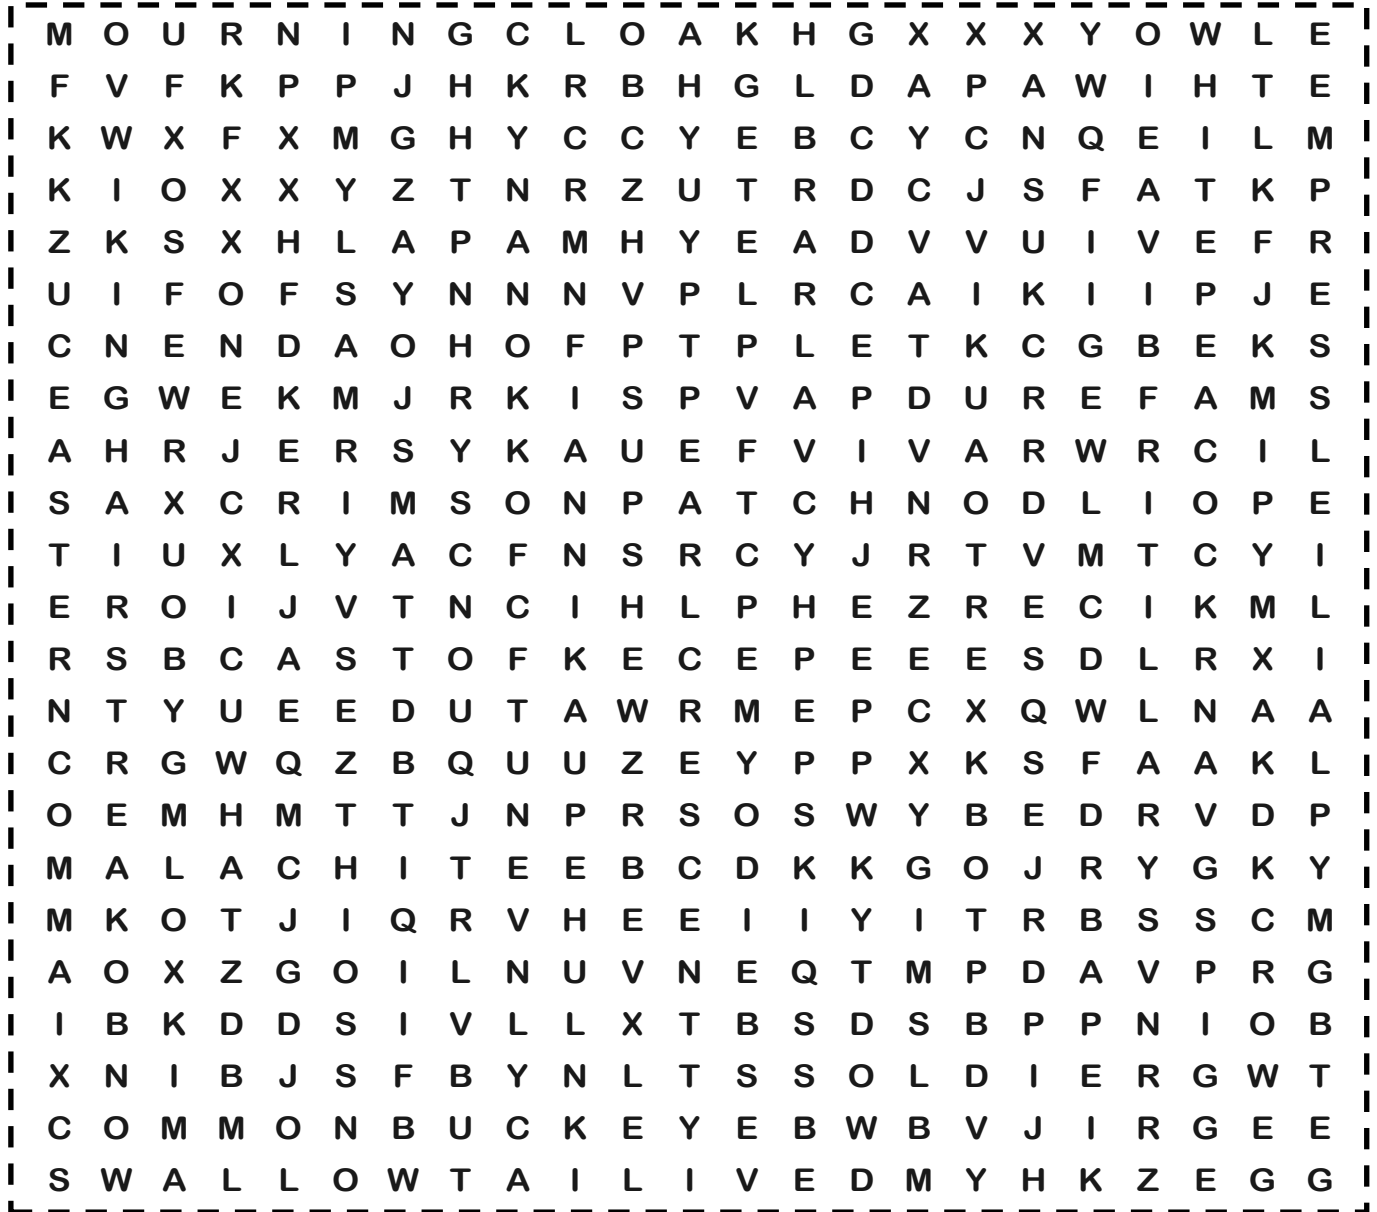 M O U R N I N G C L O A K H G X X X Y O W L E
F V F K P P J H K R B H G L D A P A W I H T E
K W X F X M G H Y C C Y E B C Y C N Q E I L M
K I O X X Y Z T N R Z U T R D C J S F A T K P
Z K S X H L A P A M H Y E A D V V U I V E F R
U I F O F S Y N N N V P L R C A I K I I P J E
C N E N D A O H O F P T P L E T K C G B E K S
E G W E K M J R K I S P V A P D U R E F A M S
A H R J E R S Y K A U E F V I V A R W R C I L
S A X C R I M S O N P A T C H N O D L I O P E
T I U X L Y A C F N S R C Y J R T V M T C Y I
E R O I J V T N C I H L P H E Z R E C I K M L
R S B C A S T O F K E C E P E E E S D L R X I
N T Y U E E D U T A W R M E P C X Q W L N A A
C R G W Q Z B Q U U Z E Y P P X K S F A A K L
O E M H M T T J N P R S O S W Y B E D R V D P
M A L A C H I T E E B C D K K G O J R Y G K Y
M K O T J I Q R V H E E I I Y I T R B S S C M
A O X Z G O I L N U V N E Q T M P D A V P R G
I B K D D S I V L L X T B S D S B P P N I O B
X N I B J S F B Y N L T S S O L D I E R G W T
C O M M O N B U C K E Y E B W B V J I R G E E
S W A L L O W T A I L I V E D M Y H K Z E G G